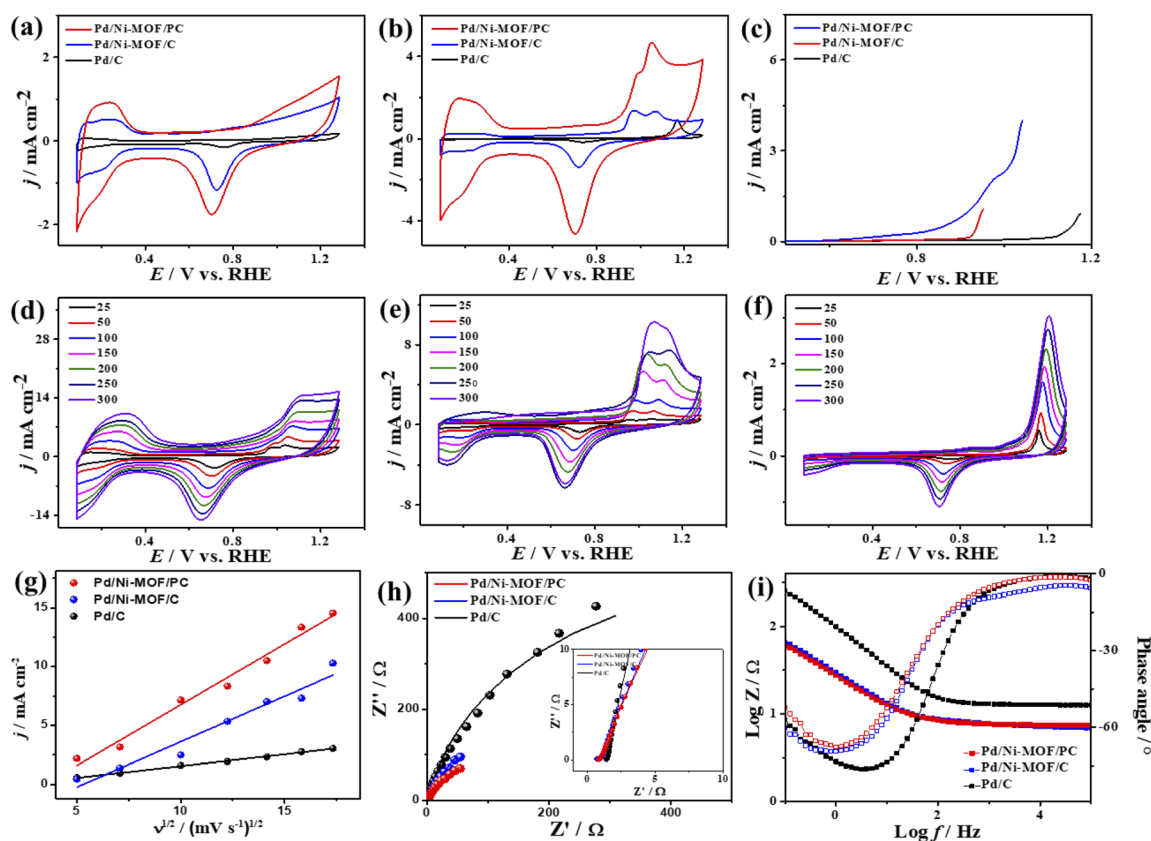 (a)
Pd/Ni-MOF/PC
Pd/Ni-MOF/C
Pd/C
2
0
-2
j / mA cm⁻²
0.4
0.8
1.2
E / V vs. RHE
(b)
Pd/Ni-MOF/PC
Pd/Ni-MOF/C
Pd/C
4
0
-4
j / mA cm⁻²
0.4
0.8
1.2
E / V vs. RHE
(c)
Pd/Ni-MOF/PC
Pd/Ni-MOF/C
Pd/C
6
3
0
j / mA cm⁻²
0.8
1.2
E / V vs. RHE
(d)
25
50
100
150
200
250
300
28
14
0
-14
j / mA cm⁻²
0.4
0.8
1.2
E / V vs. RHE
(e)
25
50
100
150
200
250
300
8
0
-8
j / mA cm⁻²
0.4
0.8
1.2
E / V vs. RHE
(f)
25
50
100
150
200
250
300
2
0
j / mA cm⁻²
0.4
0.8
1.2
E / V vs. RHE
(g)
Pd/Ni-MOF/PC
Pd/Ni-MOF/C
Pd/C
15
10
5
0
j / mA cm⁻²
5
10
15
ν¹/² / (mV s⁻¹)¹/²
(h)
Pd/Ni-MOF/PC
Pd/Ni-MOF/C
Pd/C
400
200
0
Z'' / Ω
0
200
400
Z' / Ω
Pd/Ni-MOF/PC
Pd/Ni-MOF/C
Pd/C
10
5
0
Z'' / Ω
0
5
10
Z' / Ω
(i)
2
1
0
Log Z / Ω
0
-30
-60
Phase angle / °
Pd/Ni-MOF/PC
Pd/Ni-MOF/C
Pd/C
0
2
4
Log f / Hz